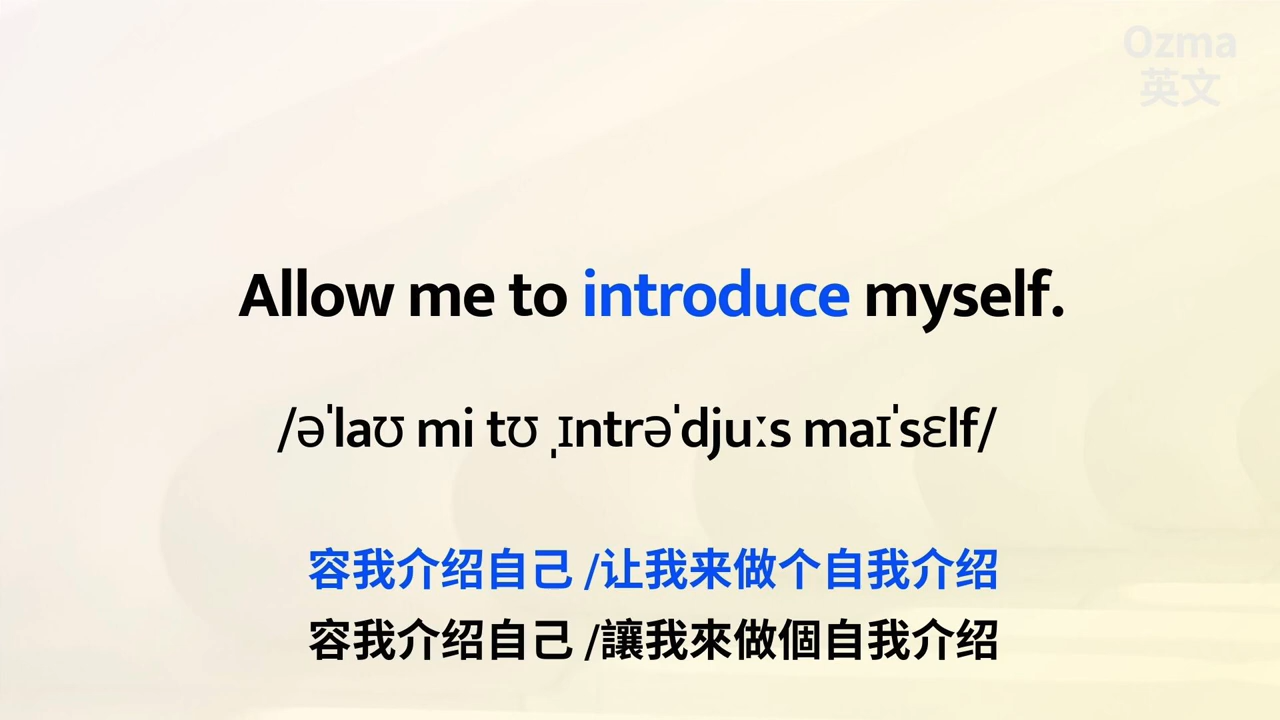 Ozma
英文
Allow me to introduce myself.
/əˈlaʊ mi tʊ ˌɪntrəˈdjuːs maɪˈsɛlf/
容我介绍自己 /让我来做个自我介绍
容我介绍自己 /讓我來做個自我介绍